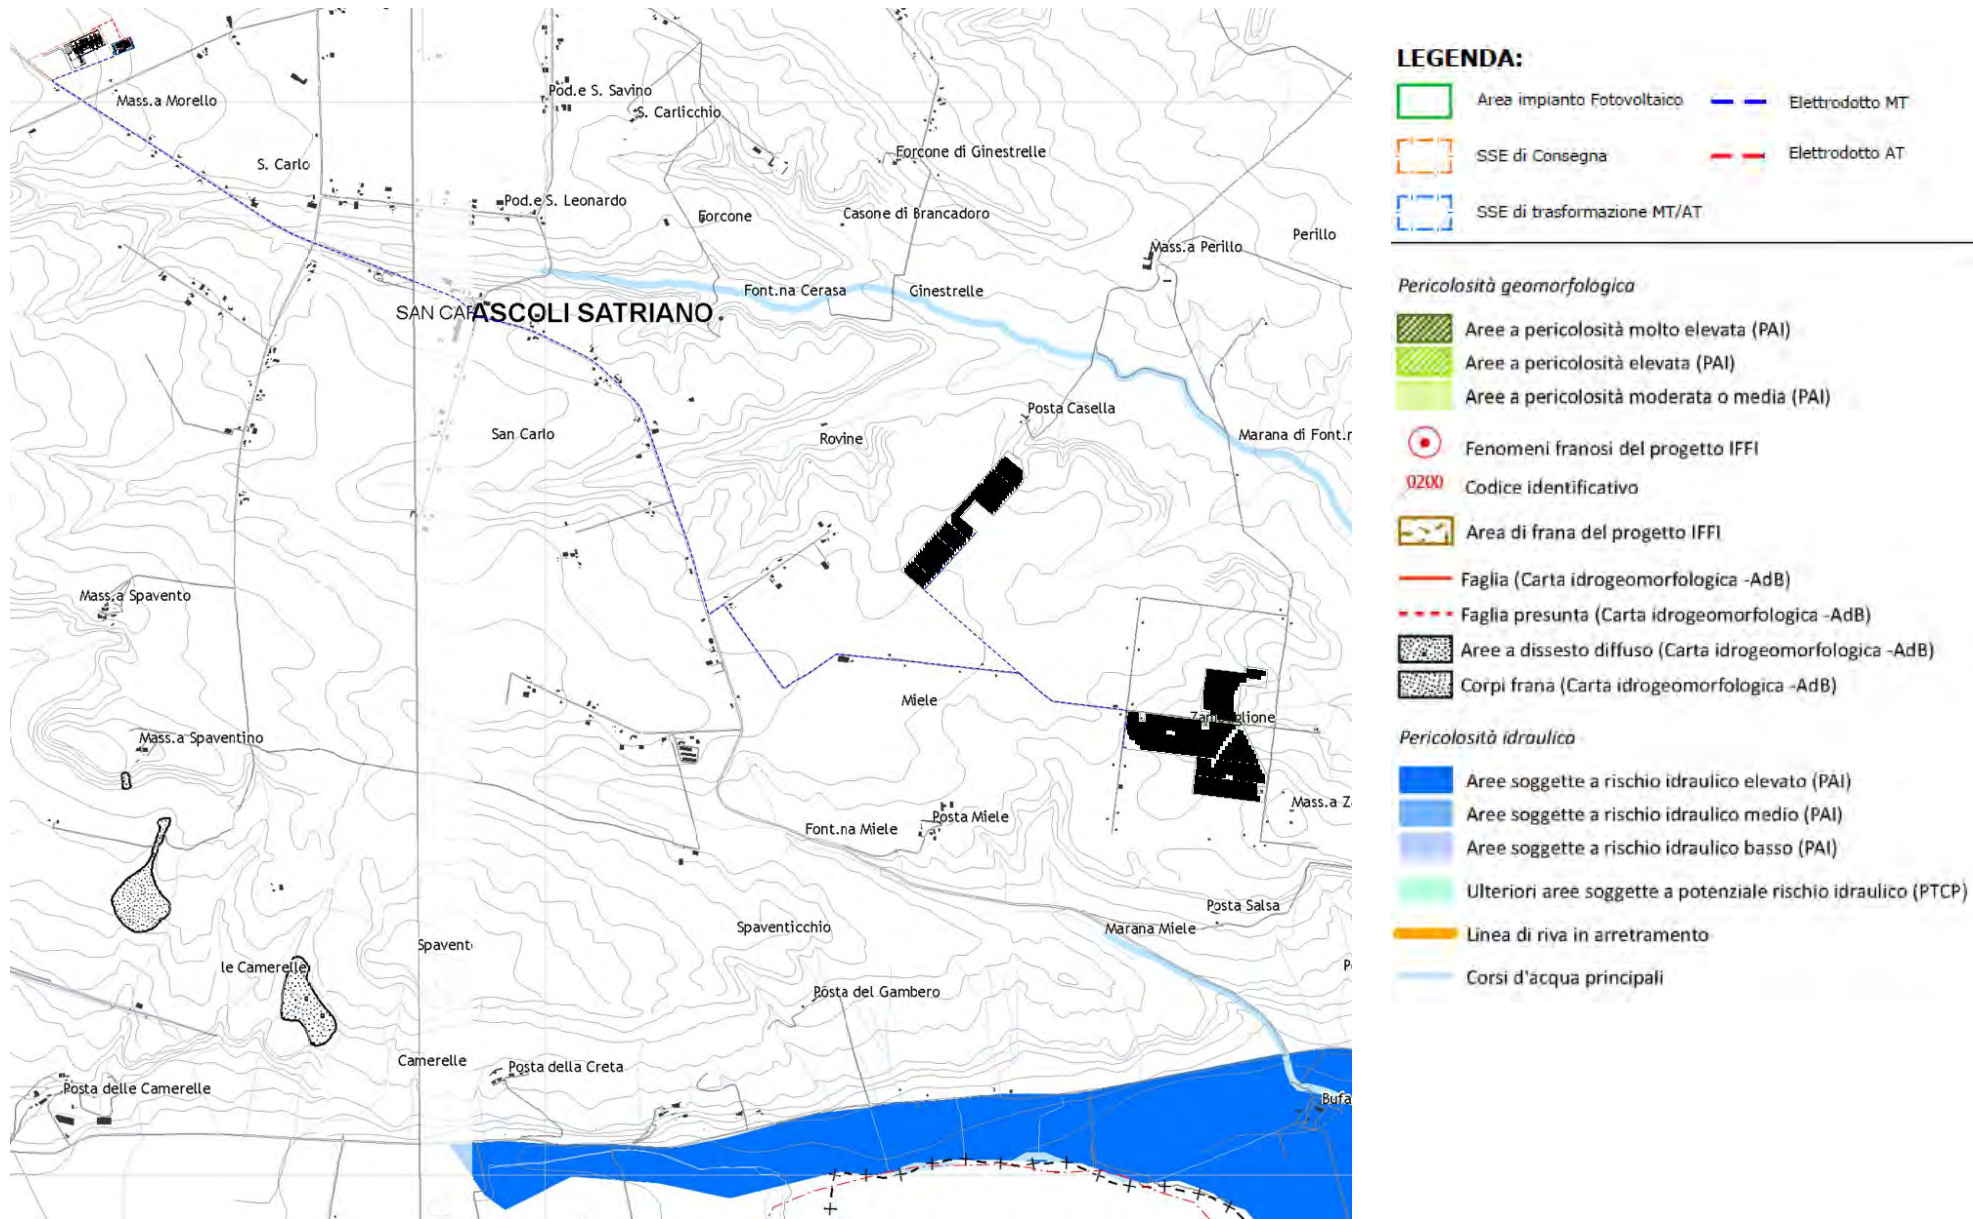 Mass.a Morello
Pod.e S. Savino
S. Carlicchio
S. Carlo
Forcone di Ginestrelle
Pod.e S. Leonardo
Forcone
Casone di Brancadoro
Mass.a Perillo
Perillo
Font.na Cerasa
Ginestrelle
SAN CAR
ASCOLI SATRIANO
Posta Casella
San Carlo
Rovine
Marana di Font.r
Mass.a Spavento
Miele
Mass.a Spaventino
Mass.a Z
Font.na Miele
Posta Miele
Posta Salsa
Spaventicchio
Marana Miele
Spavent
le Camerelle
Posta del Gambero
Camerelle
Posta della Creta
Posta delle Camerelle
Bufa
LEGENDA:
Area impianto Fotovoltaico
Elettrodotto MT
SSE di Consegna
Elettrodotto AT
SSE di trasformazione MT/AT
Pericolosità geomorfologica
Aree a pericolosità molto elevata (PAI)
Aree a pericolosità elevata (PAI)
Aree a pericolosità moderata o media (PAI)
Fenomeni franosi del progetto IFFI
0200 Codice identificativo
Area di frana del progetto IFFI
Faglia (Carta idrogeomorfologica -AdB)
Faglia presunta (Carta idrogeomorfologica -AdB)
Aree a dissesto diffuso (Carta idrogeomorfologica -AdB)
Corpi frana (Carta idrogeomorfologica -AdB)
Pericolosità idraulica
Aree soggette a rischio idraulico elevato (PAI)
Aree soggette a rischio idraulico medio (PAI)
Aree soggette a rischio idraulico basso (PAI)
Ulteriori aree soggette a potenziale rischio idraulico (PTCP)
Linea di riva in arretramento
Corsi d'acqua principali